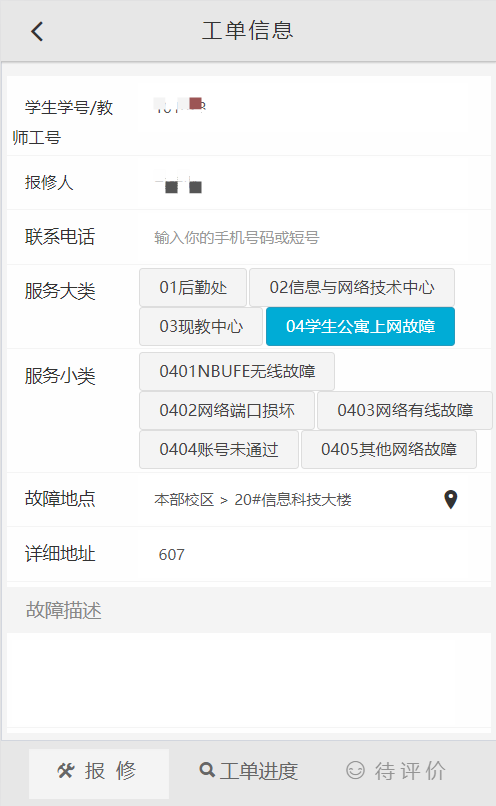 工单信息
学生学号/教
师工号
报修人
联系电话 输入你的手机号码或短号
服务大类 01后勤处 02信息与网络技术中心
03现教中心 04学生公寓上网故障
服务小类 0401NBUFE无线故障
0402网络端口损坏 0403网络有线故障
0404账号未通过 0405其他网络故障
故障地点 本部校区 > 20#信息科技大楼
详细地址 607
故障描述
报 修 工单进度 待评价